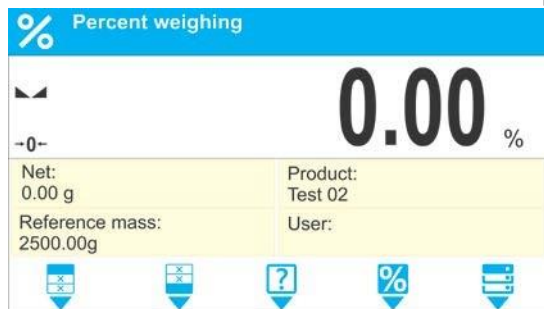 % Percent weighing
→0←
0.00 %
Net:
0.00 g
Product:
Test 02
Reference mass:
2500.00g
User:
? %